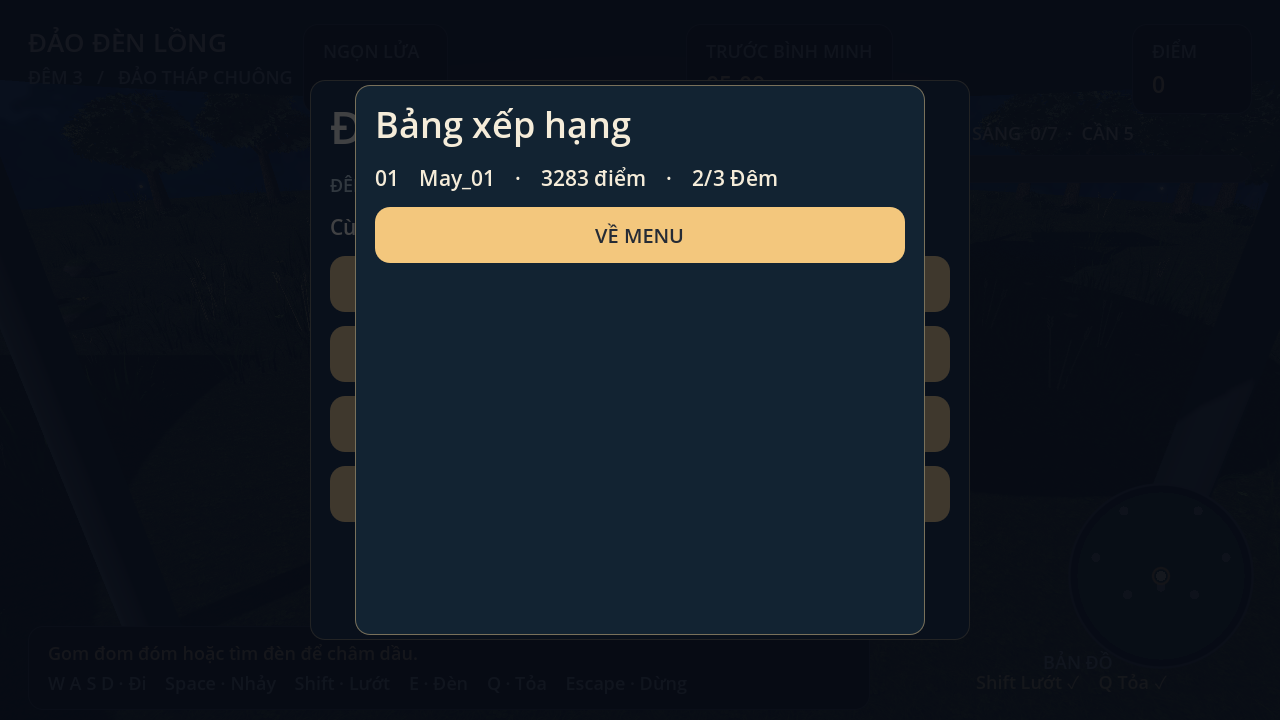 ĐẢO ĐÈN LỒNG
ĐÊM 3 / ĐẢO THÁP CHUÔNG
NGỌN LỬA
TRƯỚC BÌNH MINH
05:00
ĐIỂM
0
SÁNG 0/7 · CẦN 5
Bảng xếp hạng
01 May_01 · 3283 điểm · 2/3 Đêm
VỀ MENU
Gom đom đóm hoặc tìm đèn để châm dầu.
W A S D · Đi Space · Nhảy Shift · Lướt E · Đèn Q · Tỏa Escape · Dừng
BẢN ĐỒ
Shift Lướt ✓ Q Tỏa ✓